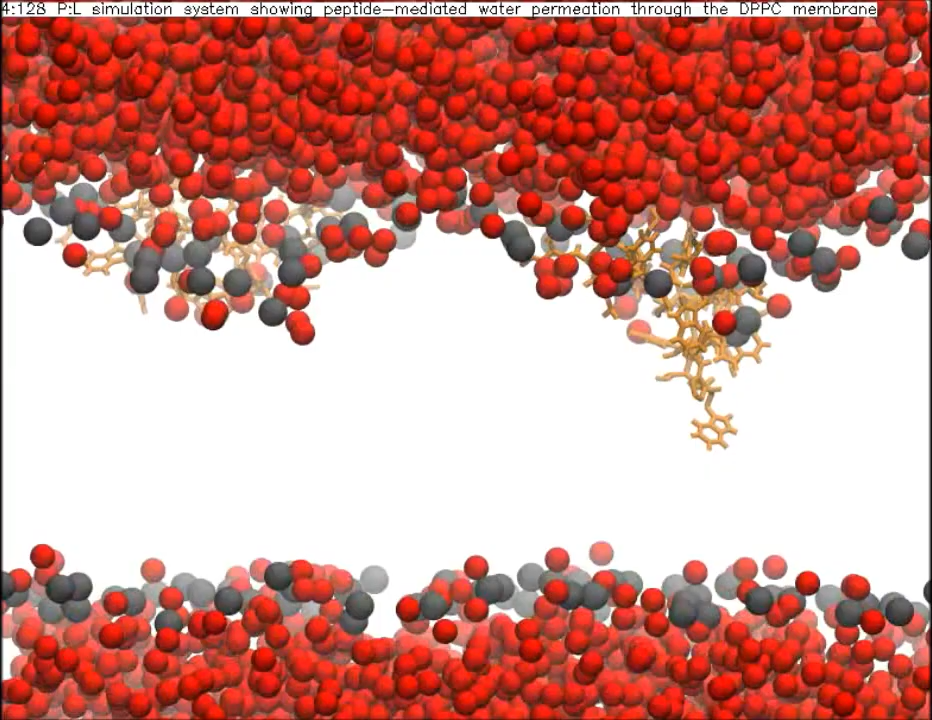 4:128 P:L simulation system showing peptide-mediated water permeation through the DPPC membrane